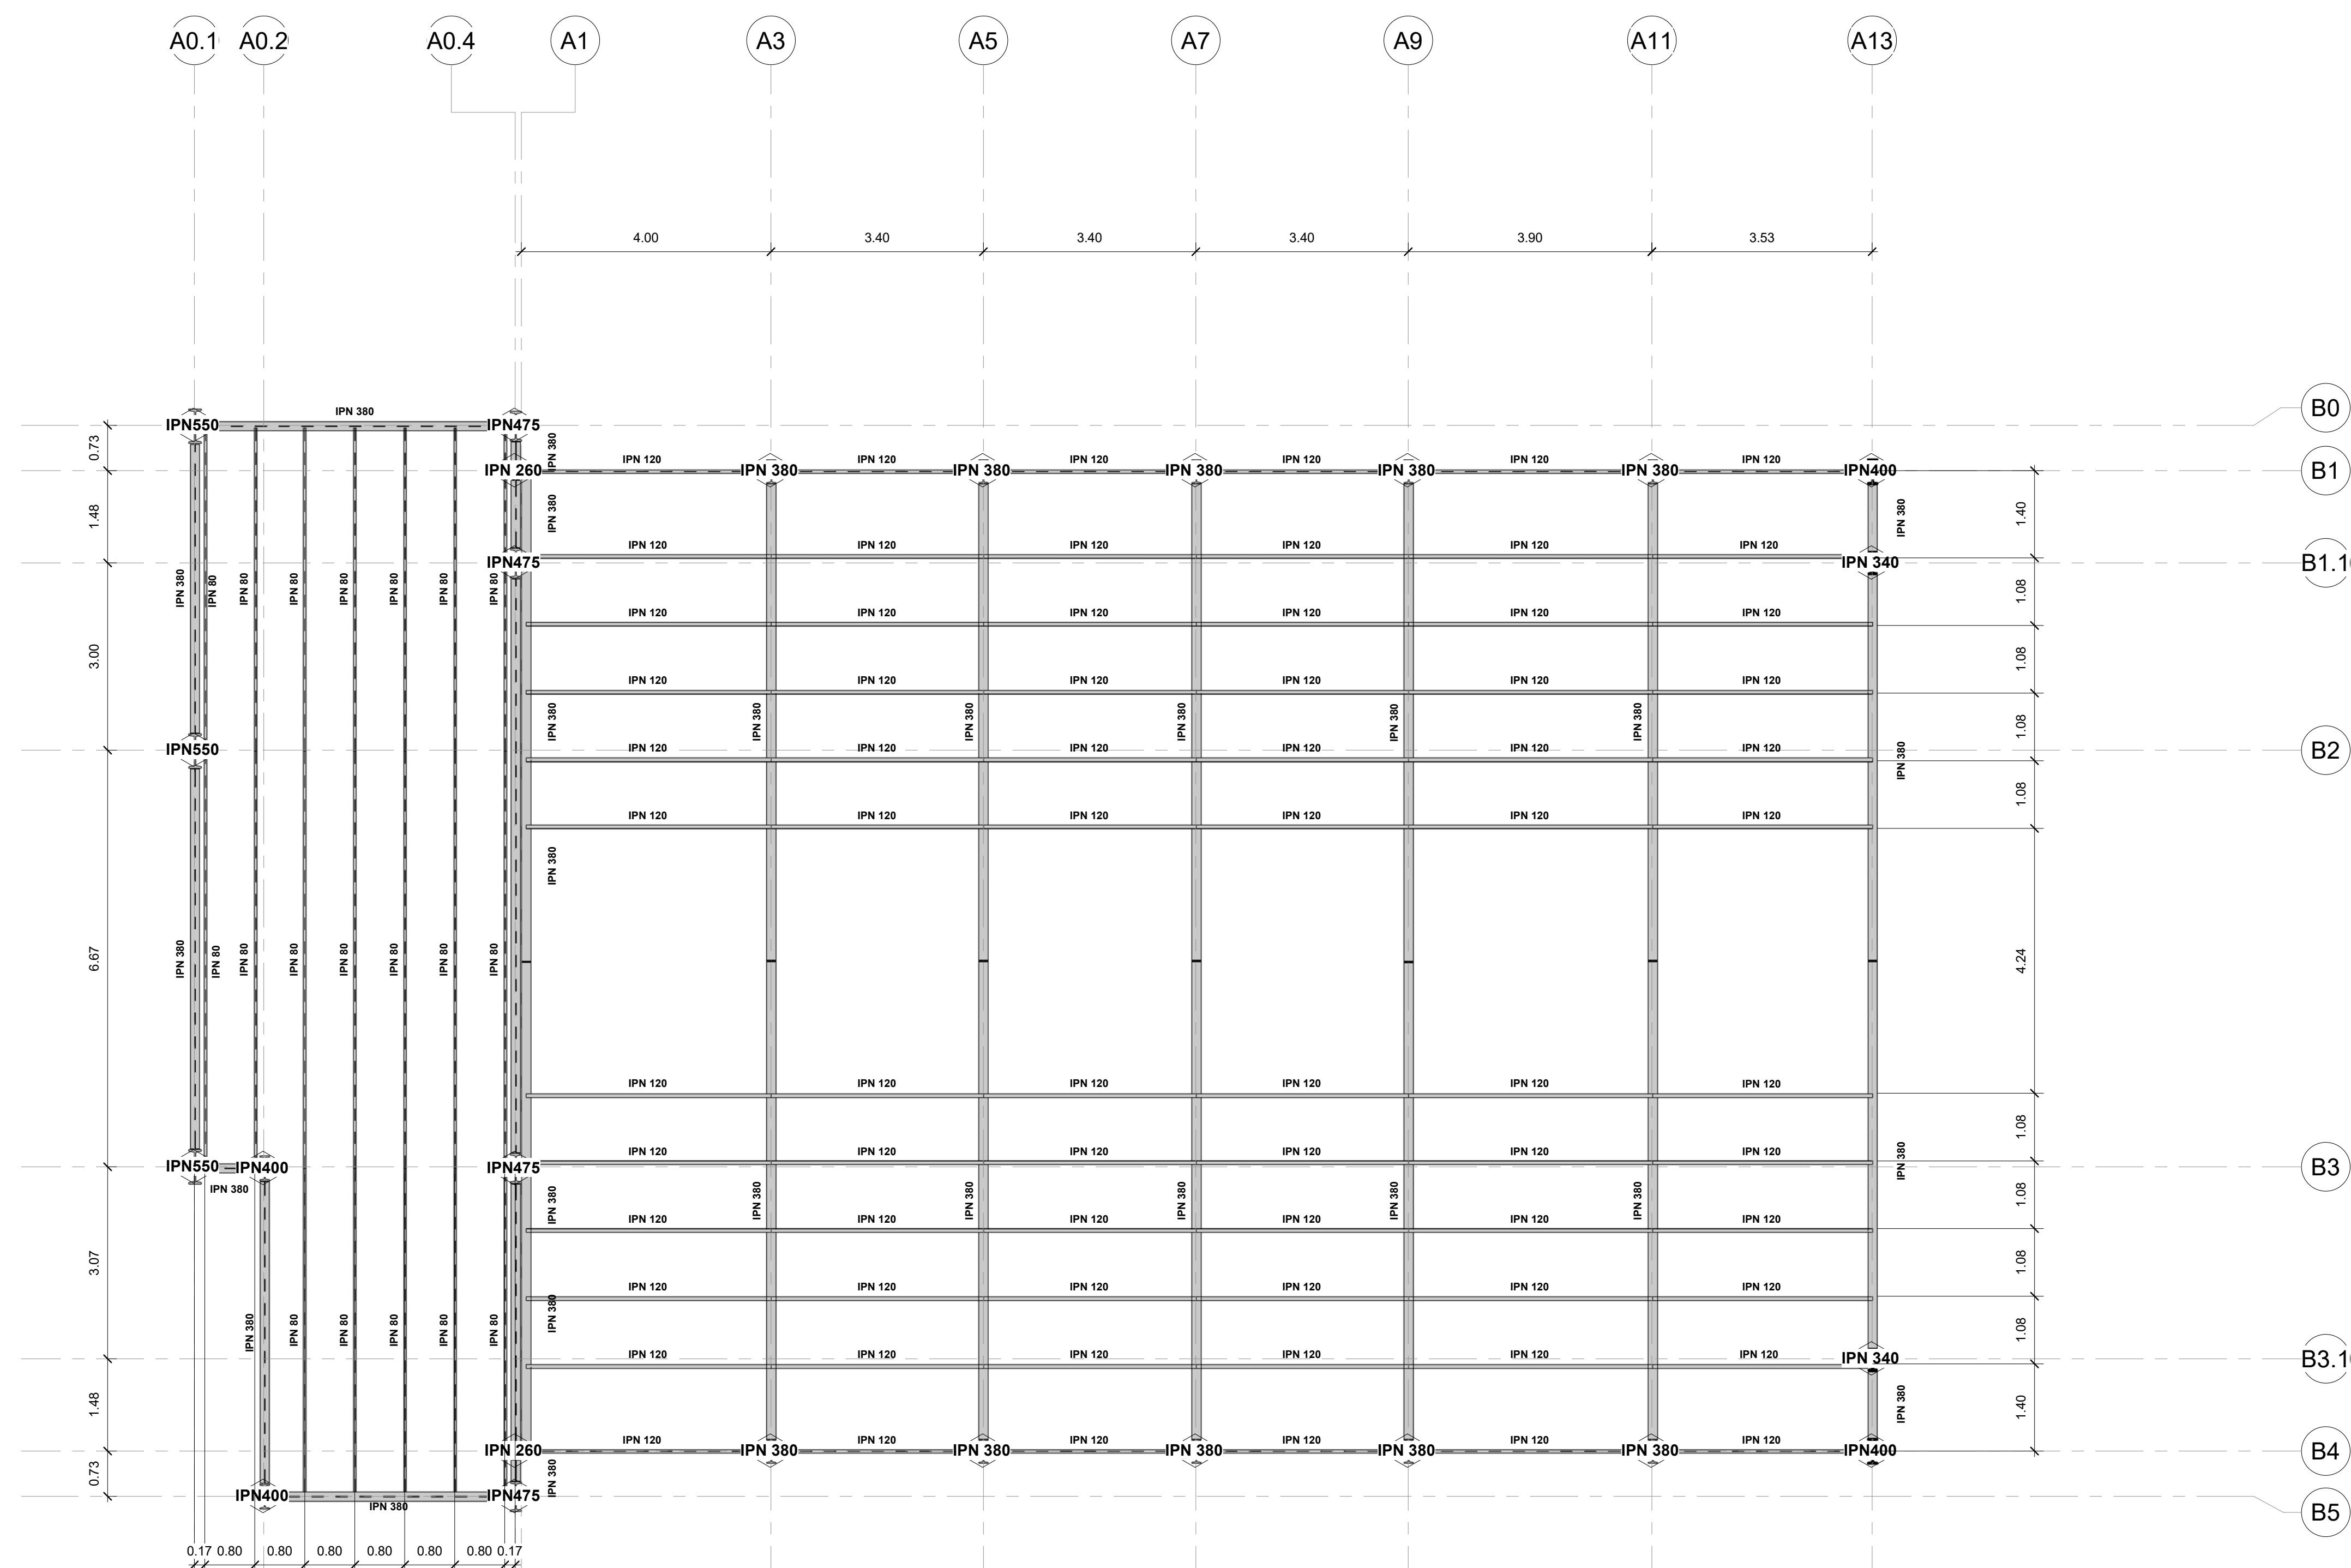 A0.1 A0.2 A0.4 A1 A3 A5 A7 A9 A11 A13
4.00 3.40 3.40 3.40 3.90 3.53
B0
IPN 380
IPN550 IPN475
0.73
IPN 380
IPN 120 IPN 120 IPN 120 IPN 120 IPN 120 IPN 120
IPN 260 IPN 380 IPN 380 IPN 380 IPN 380 IPN 380 IPN400
B1
1.48 IPN 380 IPN 380 1.40
IPN 120 IPN 120 IPN 120 IPN 120 IPN 120 IPN 120
IPN475 IPN 340
B1.1
IPN 380 IPN 80 IPN 80 IPN 80 IPN 80 IPN 80 IPN 80 IPN 80 1.08
IPN 120 IPN 120 IPN 120 IPN 120 IPN 120 IPN 120
3.00 1.08
IPN 120 IPN 120 IPN 120 IPN 120 IPN 120 IPN 120
IPN 380 IPN 380 IPN 380 IPN 380 IPN 380 IPN 380 1.08
IPN550
IPN 120 IPN 120 IPN 120 IPN 120 IPN 120 IPN 120
B2
IPN 380
1.08
IPN 120 IPN 120 IPN 120 IPN 120 IPN 120 IPN 120
IPN 380
6.67 IPN 380 IPN 80 IPN 80 IPN 80 IPN 80 IPN 80 IPN 80 IPN 80 4.24
IPN 120 IPN 120 IPN 120 IPN 120 IPN 120 IPN 120
1.08
IPN 120 IPN 120 IPN 120 IPN 120 IPN 120 IPN 120
IPN550 IPN400 IPN475 IPN 380
B3
IPN 380
IPN 380 IPN 380 IPN 380 IPN 380 IPN 380 IPN 380 1.08
IPN 120 IPN 120 IPN 120 IPN 120 IPN 120 IPN 120
3.07 1.08
IPN 120 IPN 120 IPN 120 IPN 120 IPN 120 IPN 120
IPN 380 IPN 80 IPN 80 IPN 80 IPN 80 IPN 80 IPN 380 1.08
IPN 120 IPN 120 IPN 120 IPN 120 IPN 120 IPN 120
IPN 340
B3.1
1.48 IPN 380 1.40
IPN 120 IPN 120 IPN 120 IPN 120 IPN 120 IPN 120
IPN 260 IPN 380 IPN 380 IPN 380 IPN 380 IPN 380 IPN400
B4
0.73 IPN 380
IPN400 IPN475
IPN 380
B5
0.17 0.80 0.80 0.80 0.80 0.80 0.80 0.17